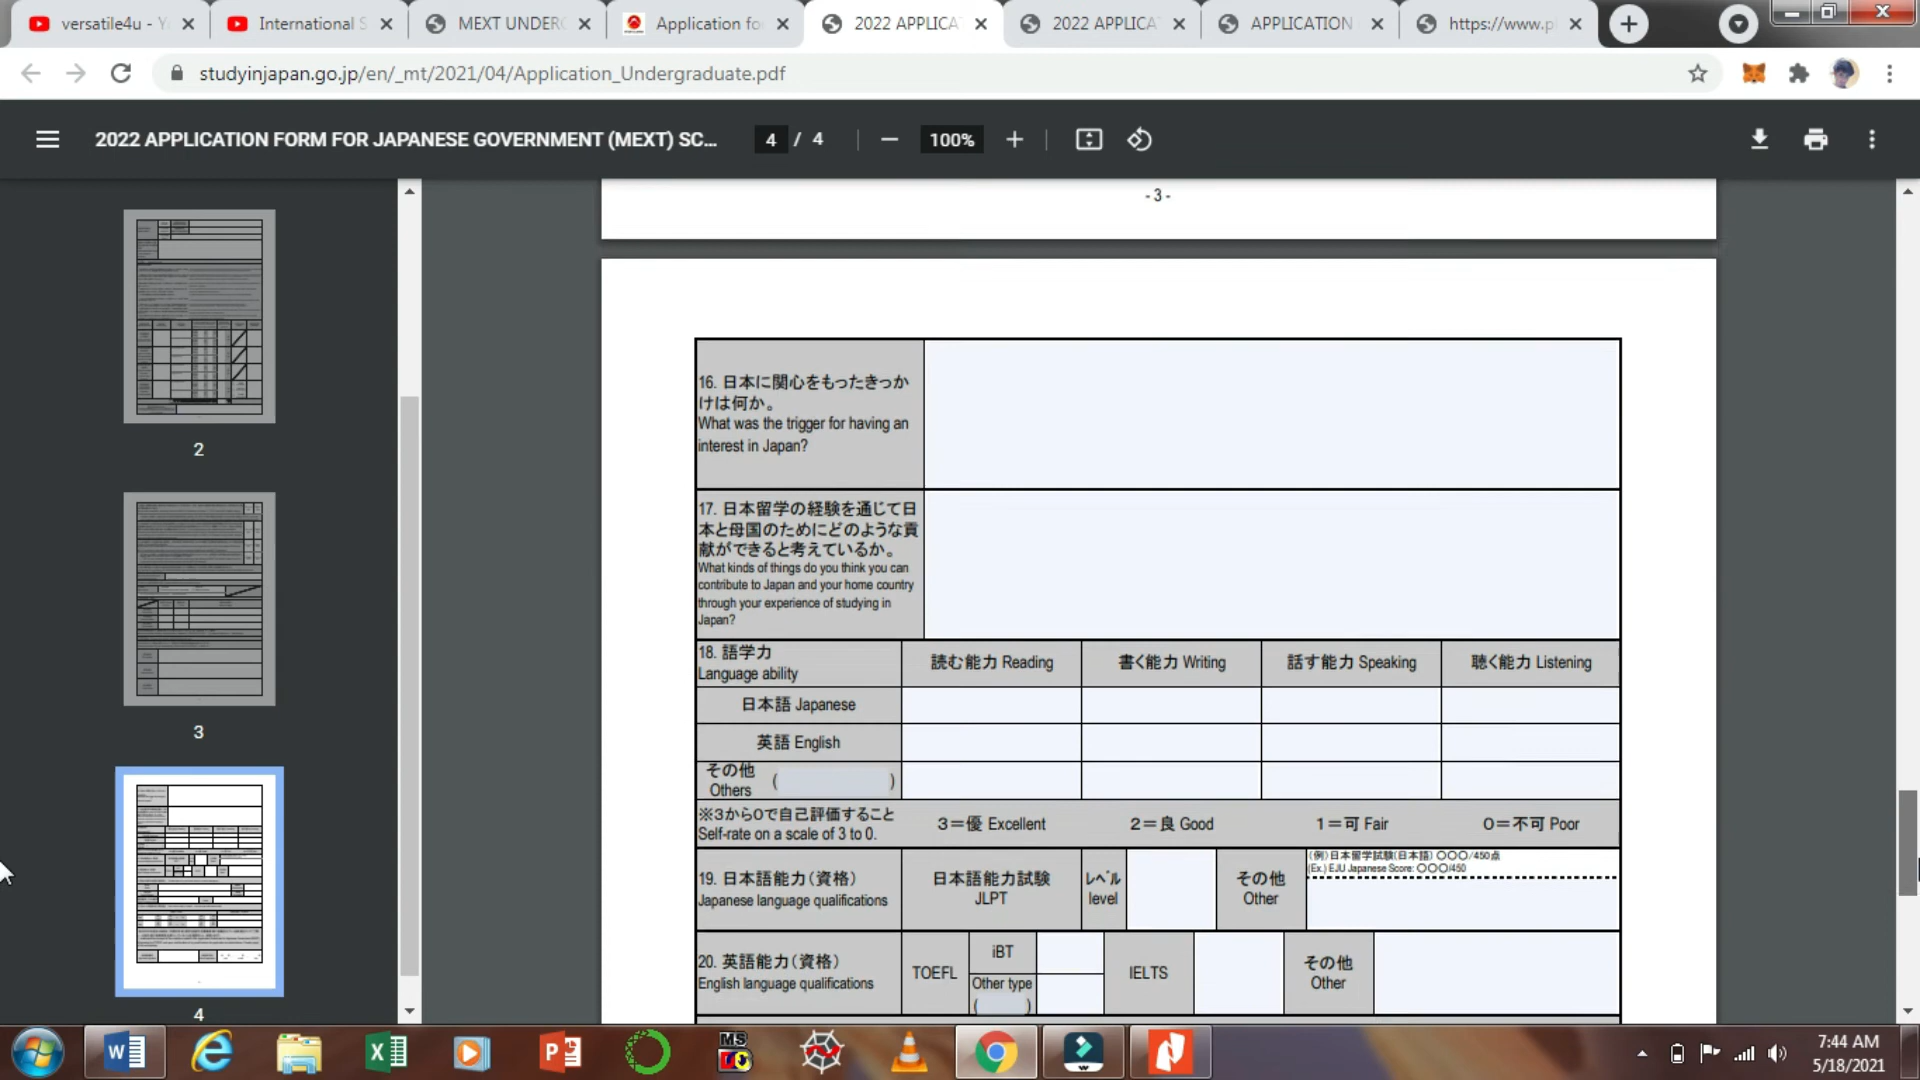 versatile4u - Y
International S
MEXT UNDERG
Application fo
2022 APPLICA
2022 APPLICA
APPLICATION
https://www.p
studyinjapan.go.jp/en/_mt/2021/04/Application_Undergraduate.pdf
2022 APPLICATION FORM FOR JAPANESE GOVERNMENT (MEXT) SC...
4 / 4
100%
- 3 -
2
3
4
16. 日本に関心をもったきっか
けは何か。
What was the trigger for having an
interest in Japan?
17. 日本留学の経験を通じて日
本と母国のためにどのような貢
献ができると考えているか。
What kinds of things do you think you can
contribute to Japan and your home country
through your experience of studying in
Japan?
18. 語学力
Language ability
読む能力 Reading
書く能力 Writing
話す能力 Speaking
聴く能力 Listening
日本語 Japanese
英語 English
その他
Others ( )
※3から0で自己評価すること
Self-rate on a scale of 3 to 0.
3＝優 Excellent
2＝良 Good
1＝可 Fair
0＝不可 Poor
19. 日本語能力（資格）
Japanese language qualifications
日本語能力試験
JLPT
レベル
level
その他
Other
(例)日本留学試験(日本語) 〇〇〇/450点
(Ex.) EJU Japanese Score: 〇〇〇/450
20. 英語能力（資格）
English language qualifications
TOEFL
iBT
Other type
( )
IELTS
その他
Other
7:44 AM
5/18/2021